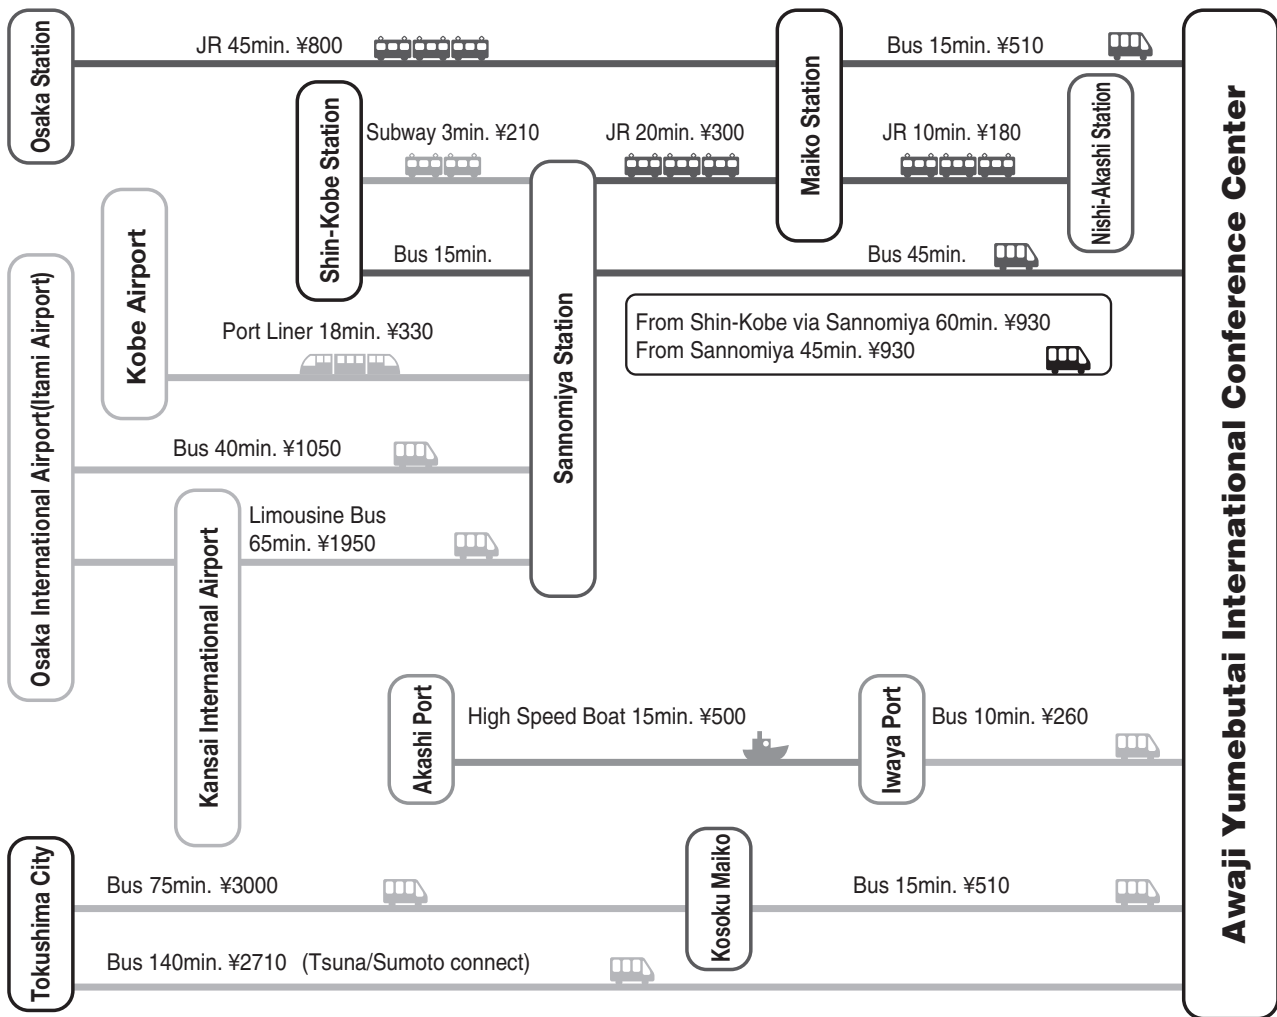 Osaka Station
JR 45min. ¥800
Maiko Station
Bus 15min. ¥510
Awaji Yumebutai International Conference Center
Shin-Kobe Station
Subway 3min. ¥210
JR 20min. ¥300
JR 10min. ¥180
Nishi-Akashi Station
Bus 15min.
Sannomiya Station
Bus 45min.
From Shin-Kobe via Sannomiya 60min. ¥930
From Sannomiya 45min. ¥930
Kobe Airport
Port Liner 18min. ¥330
Osaka International Airport(Itami Airport)
Bus 40min. ¥1050
Kansai International Airport
Limousine Bus
65min. ¥1950
Akashi Port
High Speed Boat 15min. ¥500
Iwaya Port
Bus 10min. ¥260
Tokushima City
Bus 75min. ¥3000
Kosoku Maiko
Bus 15min. ¥510
Bus 140min. ¥2710 (Tsuna/Sumoto connect)